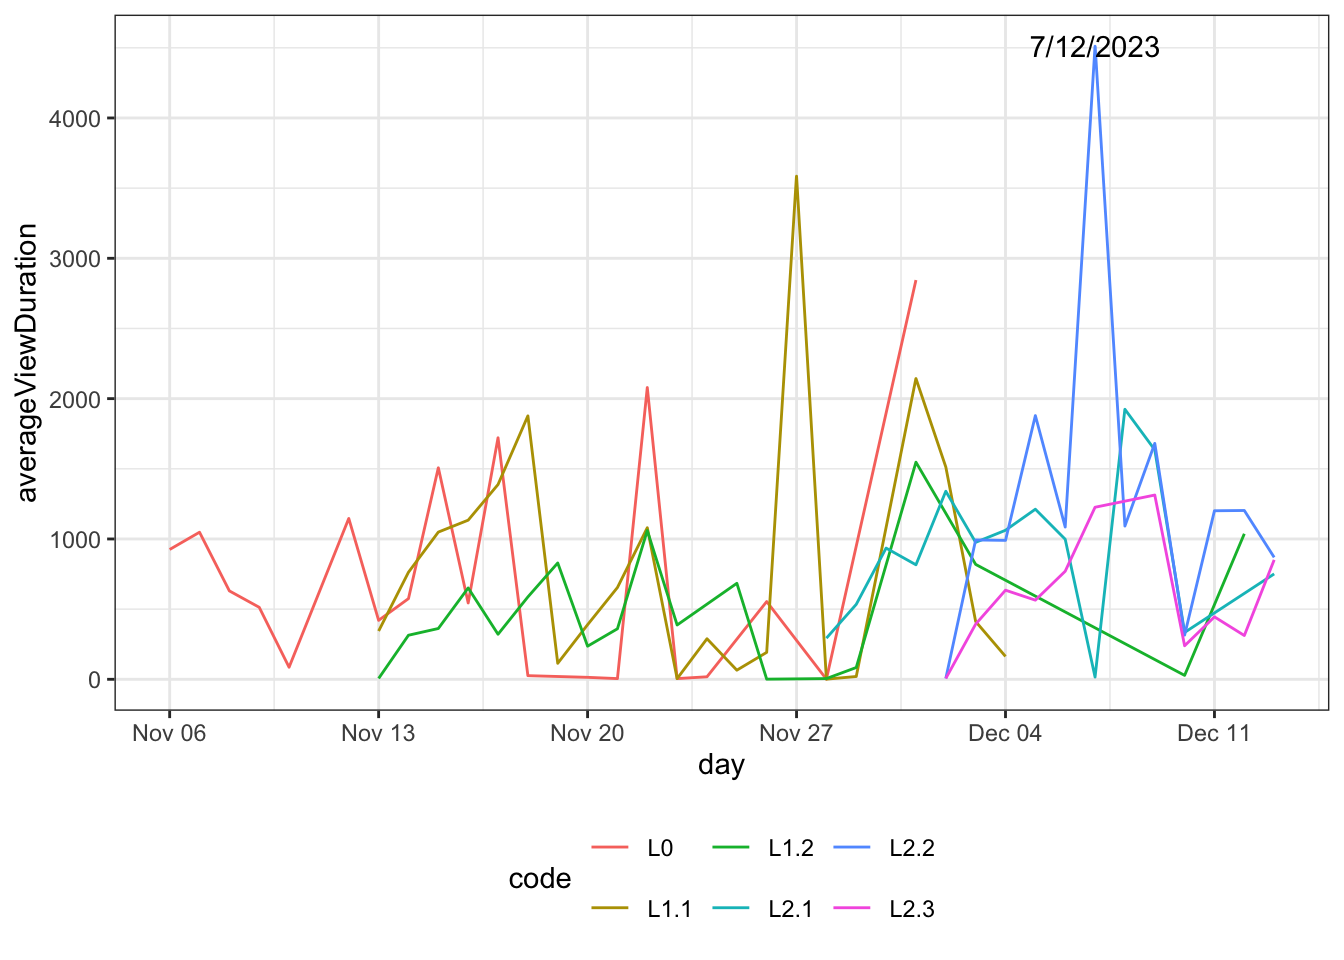 7/12/2023
4000
3000
2000
1000
0
averageViewDuration
Nov 06 Nov 13 Nov 20 Nov 27 Dec 04 Dec 11
day
code
L0 L1.2 L2.2
L1.1 L2.1 L2.3